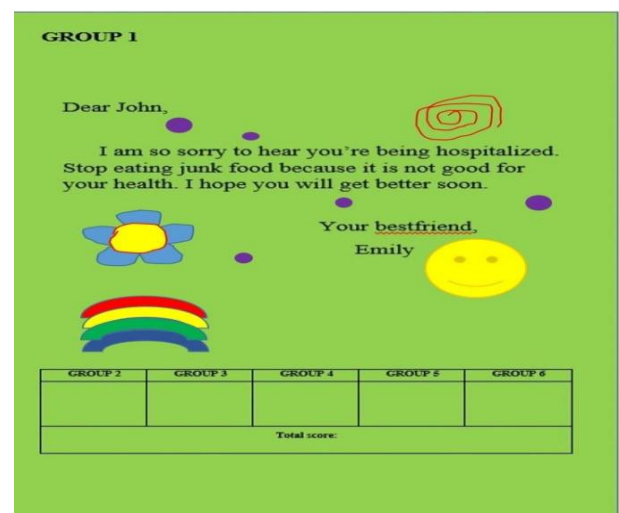 GROUP 1
Dear John,
I am so sorry to hear you're being hospitalized.
Stop eating junk food because it is not good for
your health. I hope you will get better soon.
Your bestfriend,
Emily
GROUP 2 GROUP 3 GROUP 4 GROUP 5 GROUP 6
Total score: